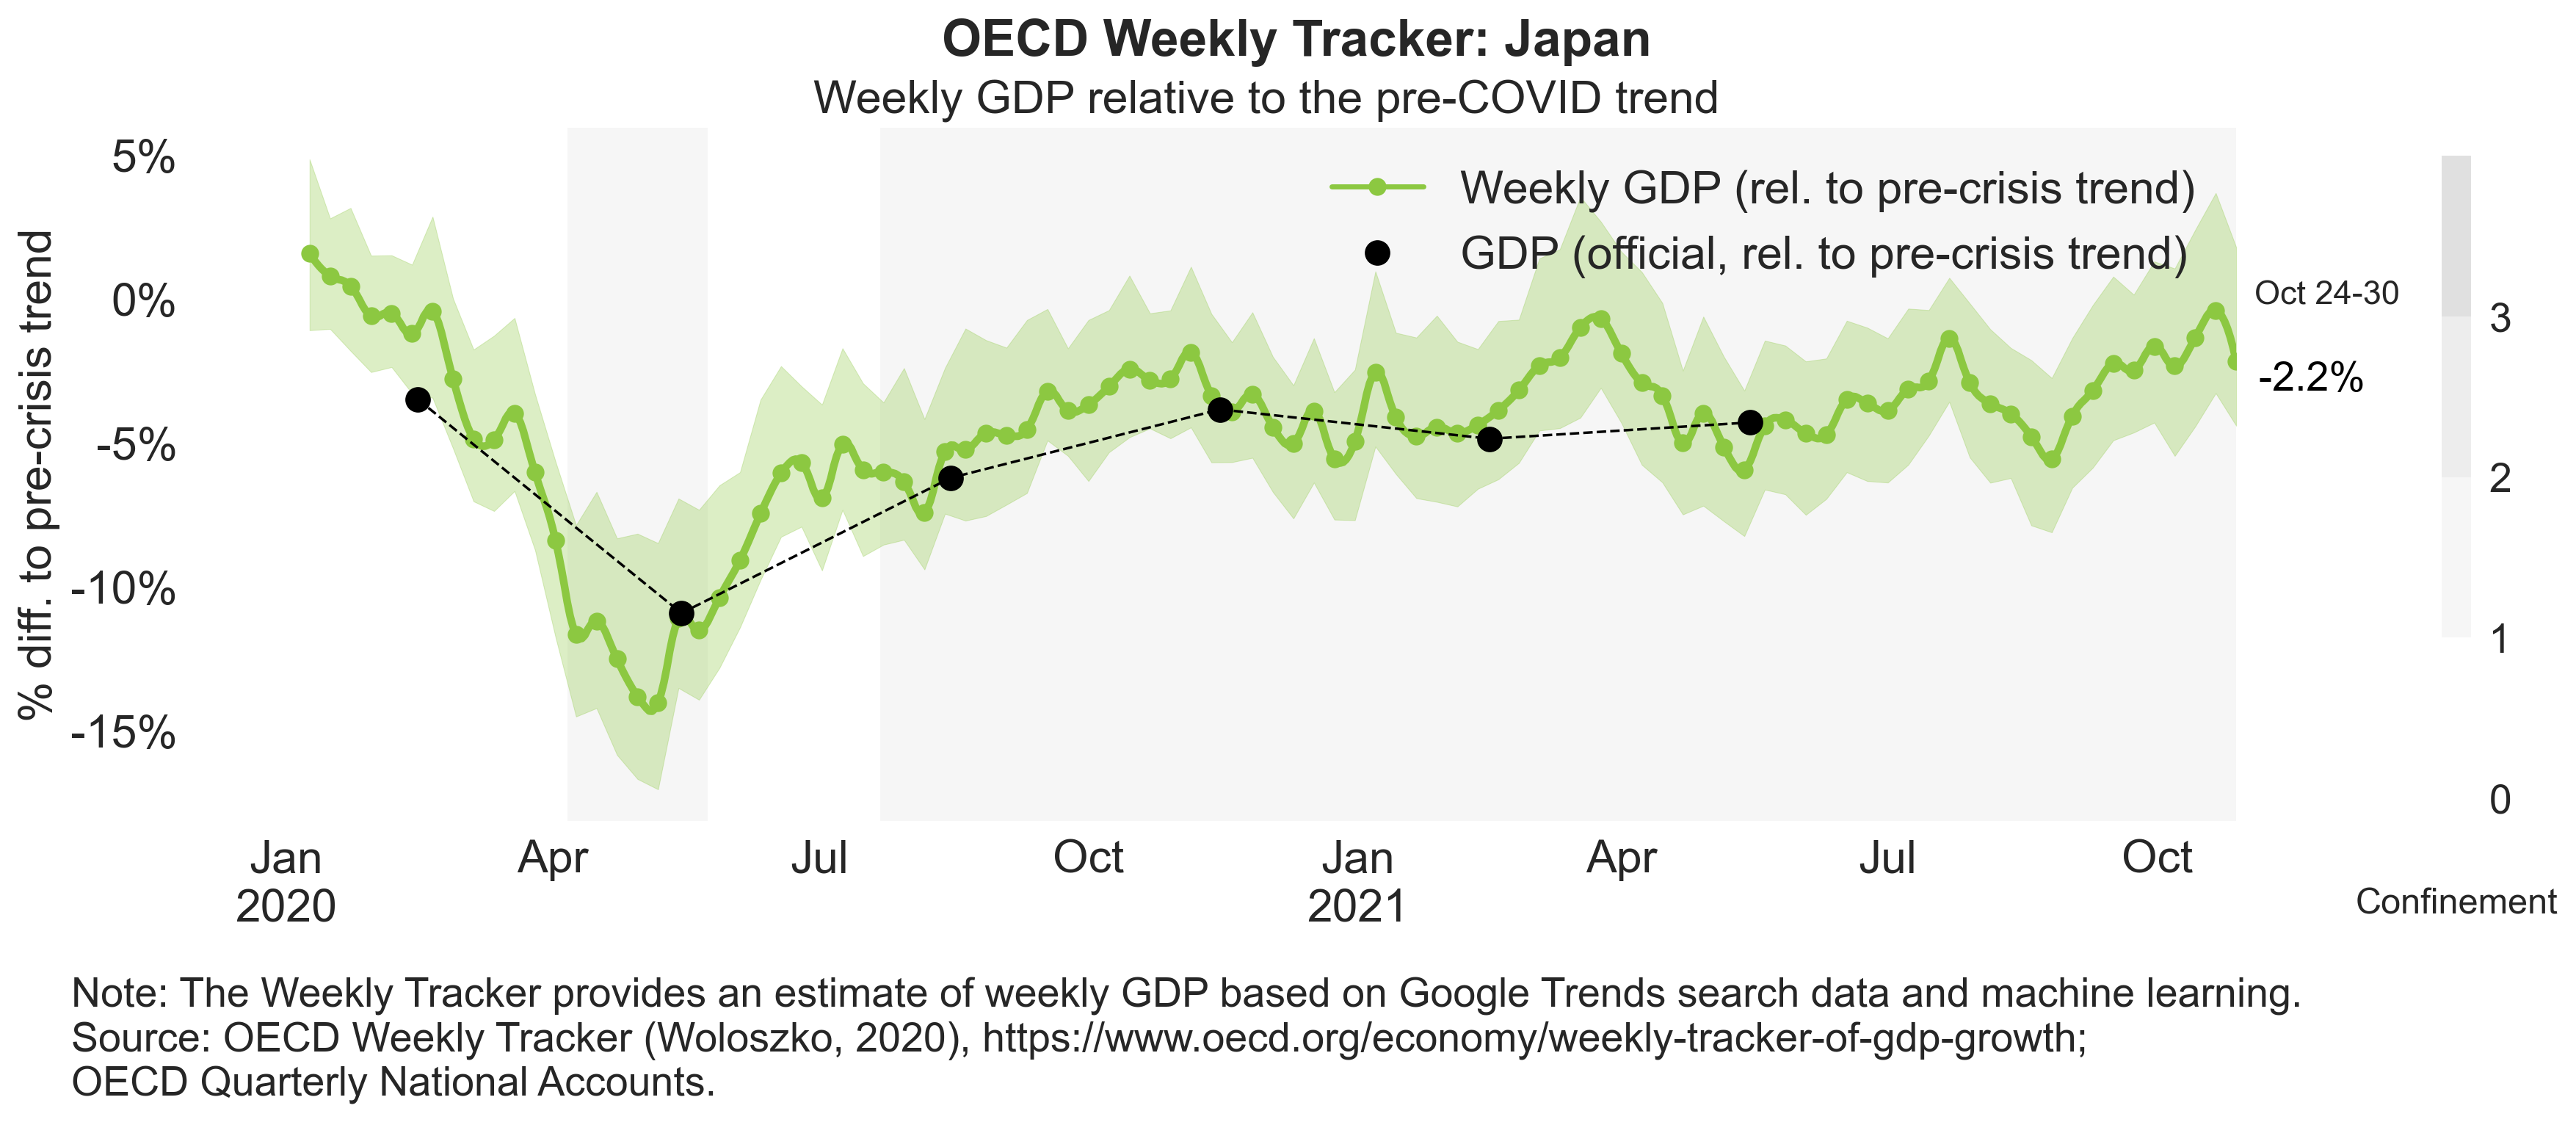 OECD Weekly Tracker: Japan
Weekly GDP relative to the pre-COVID trend
% diff. to pre-crisis trend
5%
0%
-5%
-10%
-15%
Weekly GDP (rel. to pre-crisis trend)
GDP (official, rel. to pre-crisis trend)
Oct 24-30
-2.2%
3
2
1
0
Confinement
Jan
2020
Apr
Jul
Oct
Jan
2021
Apr
Jul
Oct
Note: The Weekly Tracker provides an estimate of weekly GDP based on Google Trends search data and machine learning.
Source: OECD Weekly Tracker (Woloszko, 2020), https://www.oecd.org/economy/weekly-tracker-of-gdp-growth;
OECD Quarterly National Accounts.